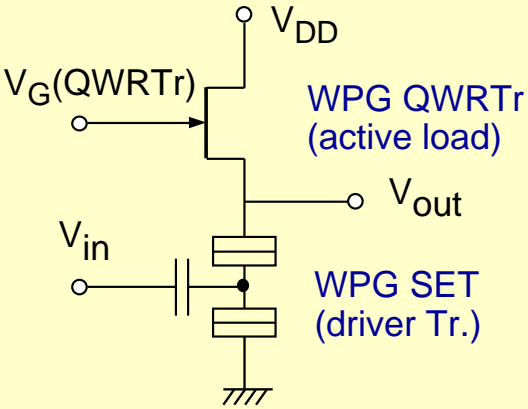 VDD
VG(QWRTr)
WPG QWRTr
(active load)
Vout
Vin
WPG SET
(driver Tr.)